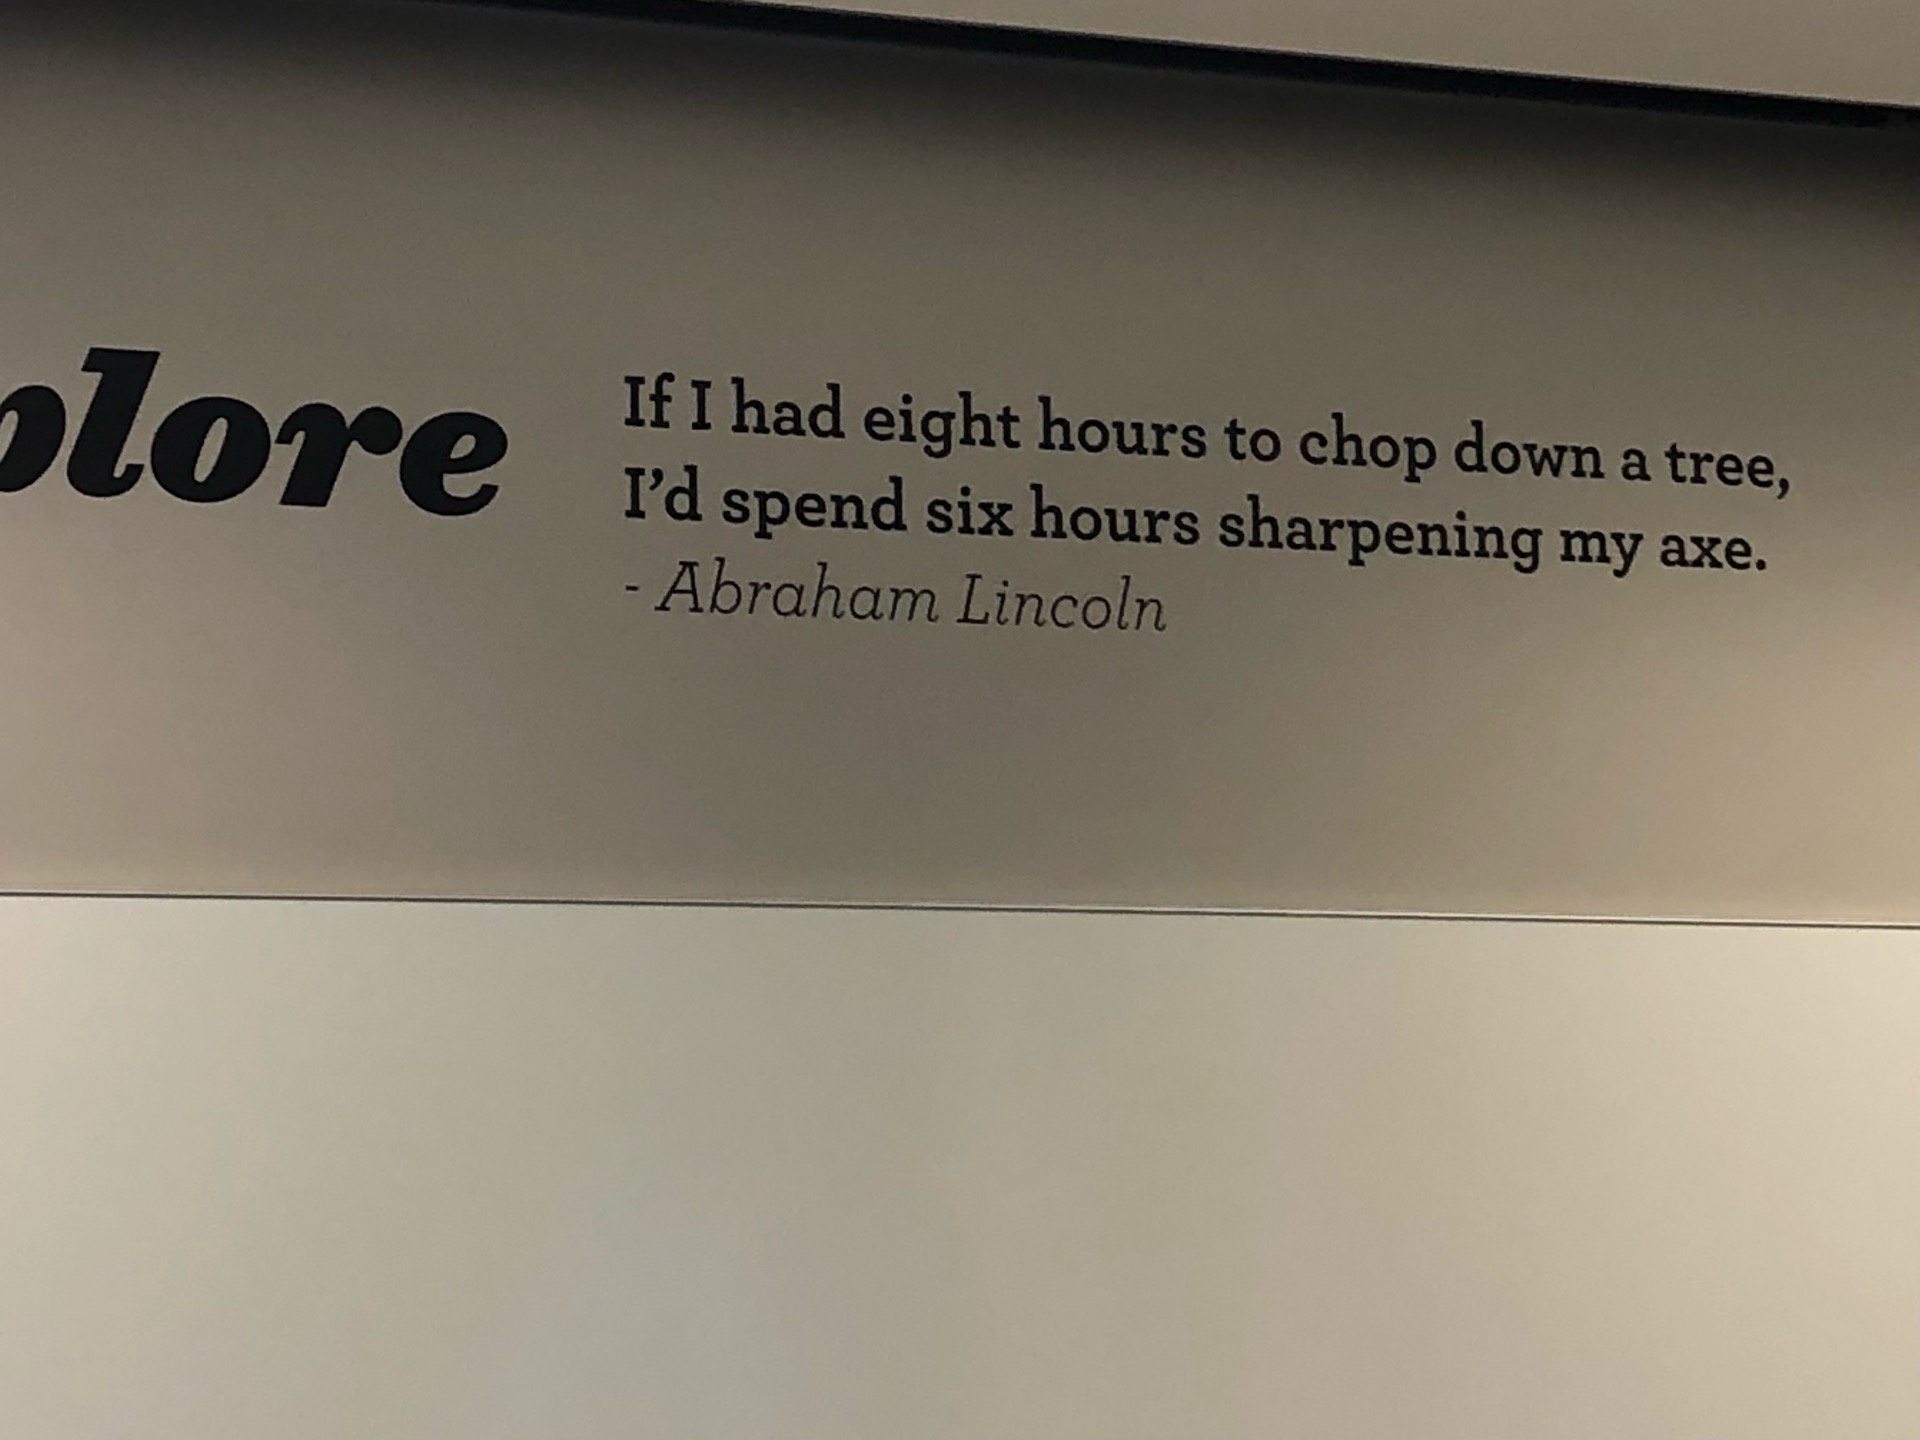 plore
If I had eight hours to chop down a tree,
I’d spend six hours sharpening my axe.
- Abraham Lincoln